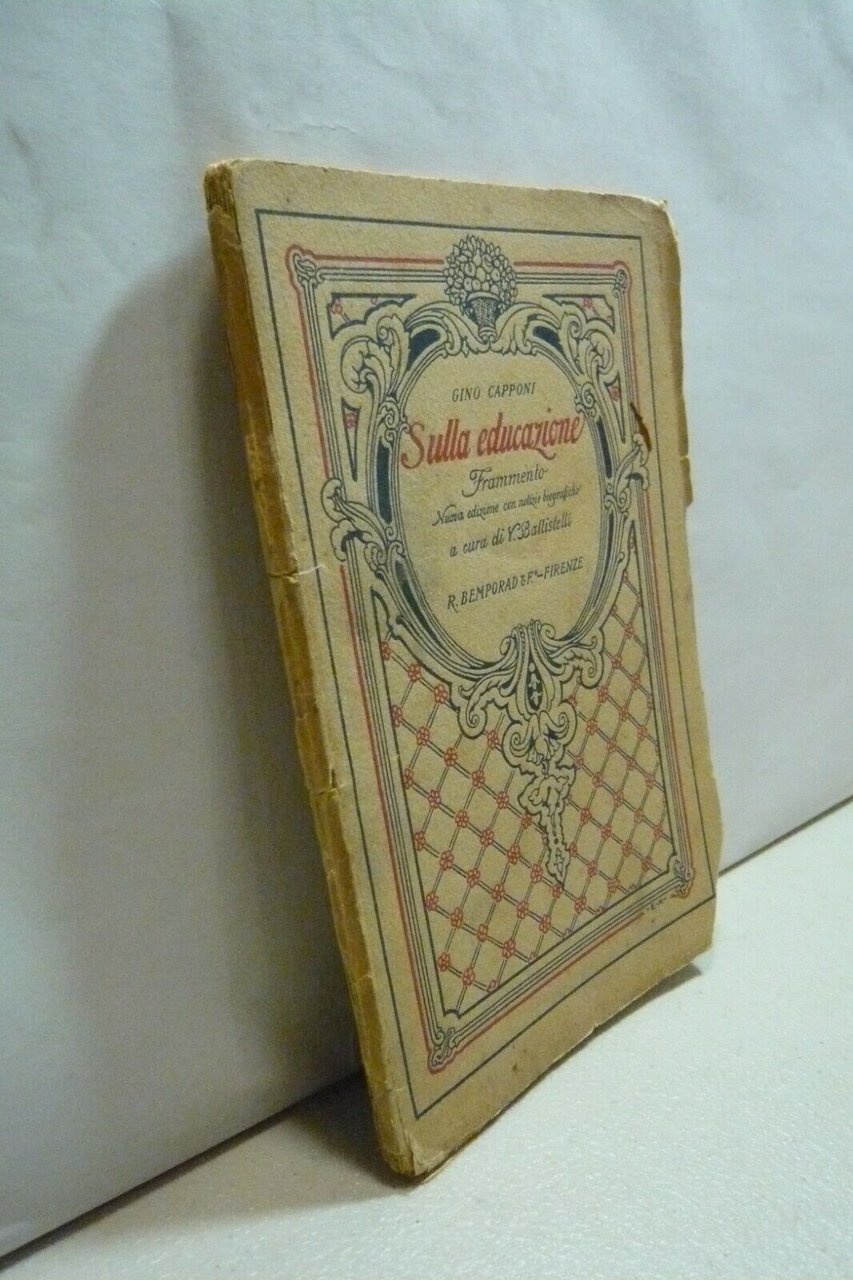 GINO CAPPONI
Sulla educazione
Frammento
Nuova edizione con notizie biografiche
a cura di V. Battistelli
R. BEMPORAD & F.º - FIRENZE